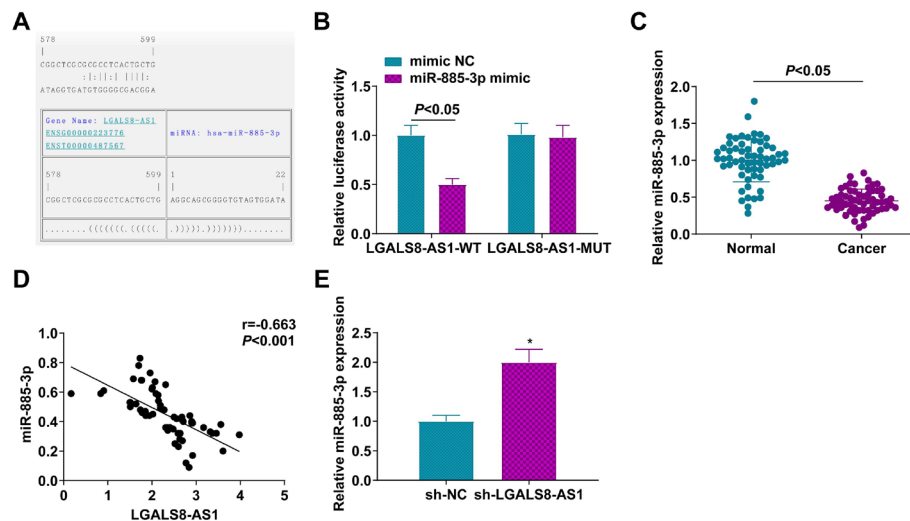 A
578 599
| |
CGGCTCGCGCGCCTCACTGCTG
:|:||:| ||||:
ATAGGTGATGTGGGGCGACGGA
Gene Name: LGALS8-AS1
ENSG00000223776
ENST00000487567
miRNA: hsa-miR-885-3p
578 599
| |
CGGCTCGCGCGCCTCACTGCTG
1 22
| |
AGGCAGCGGGGTGTAGTGGATA
........(((((((.(((((
.))))).))))))).......
B
mimic NC
miR-885-3p mimic
Relative luciferase activity
1.5
1.0
0.5
0.0
P<0.05
LGALS8-AS1-WT
LGALS8-AS1-MUT
C
Relative miR-885-3p expression
P<0.05
2.0
1.5
1.0
0.5
0.0
Normal
Cancer
D
r=-0.663
P<0.001
miR-885-3p
1.0
0.8
0.6
0.4
0.2
0.0
0 1 2 3 4 5
LGALS8-AS1
E
Relative miR-885-3p expression
2.5
2.0
1.5
1.0
0.5
0.0
*
sh-NC
sh-LGALS8-AS1